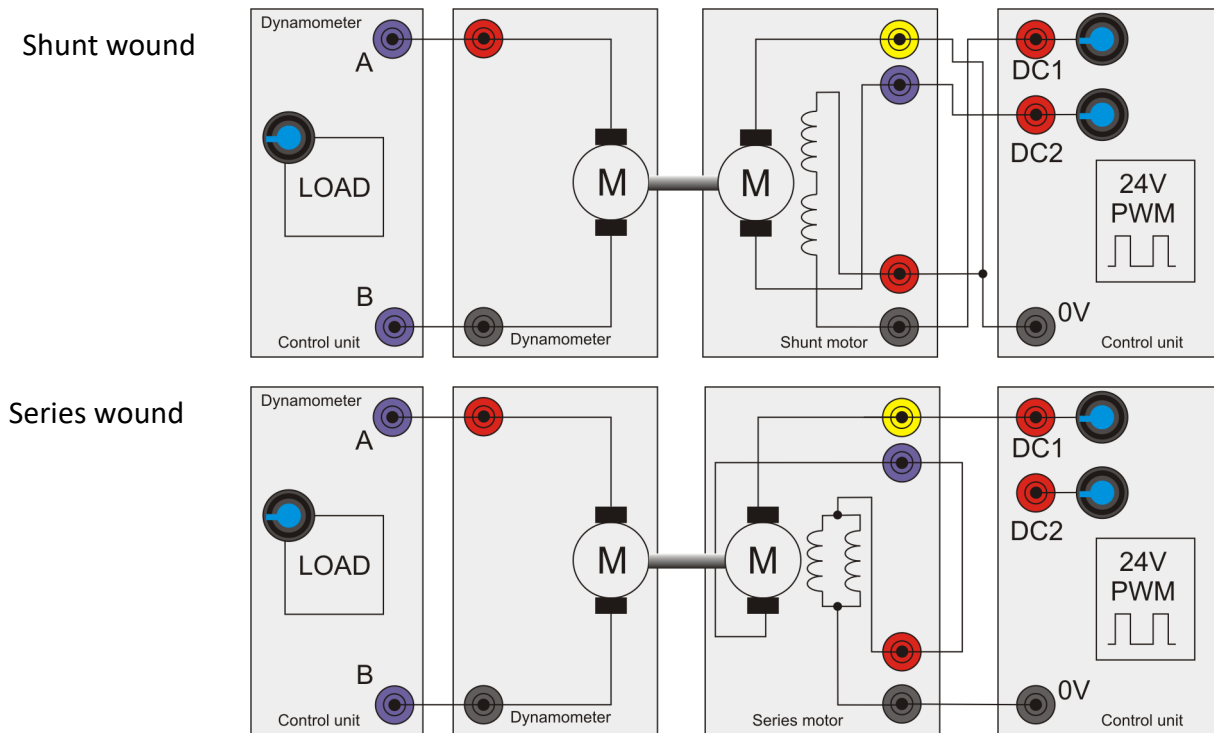 Shunt wound
Dynamometer
A
LOAD
B
Control unit
M
Dynamometer
M
Shunt motor
DC1
DC2
24V
PWM
0V
Control unit
Series wound
Dynamometer
A
LOAD
B
Control unit
M
Dynamometer
M
Series motor
DC1
DC2
24V
PWM
0V
Control unit